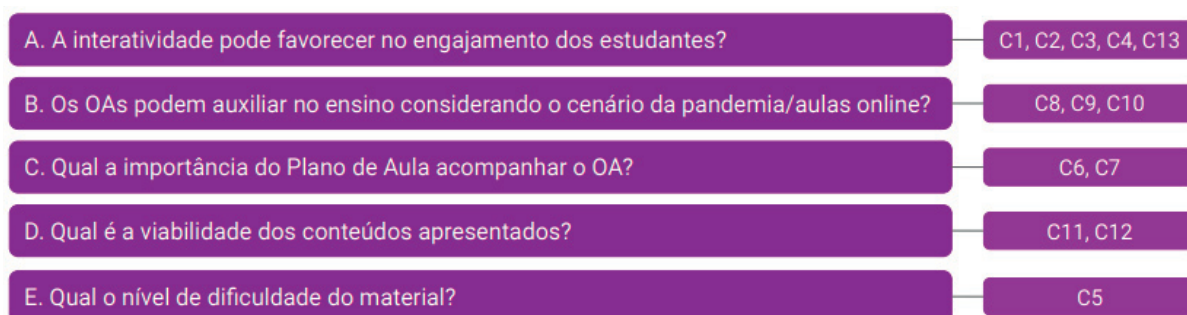 A. A interatividade pode favorecer no engajamento dos estudantes?
C1, C2, C3, C4, C13
B. Os OAs podem auxiliar no ensino considerando o cenário da pandemia/aulas online?
C8, C9, C10
C. Qual a importância do Plano de Aula acompanhar o OA?
C6, C7
D. Qual é a viabilidade dos conteúdos apresentados?
C11, C12
E. Qual o nível de dificuldade do material?
C5